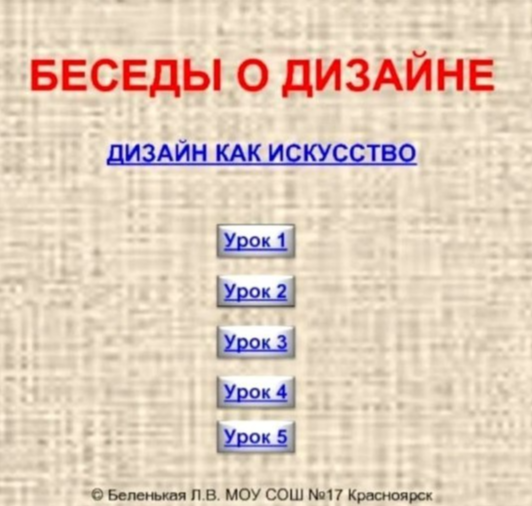 БЕСЕДЫ О ДИЗАЙНЕ
ДИЗАЙН КАК ИСКУССТВО
Урок 1
Урок 2
Урок 3
Урок 4
Урок 5
© Беленькая Л.В. МОУ СОШ №17 Красноярск